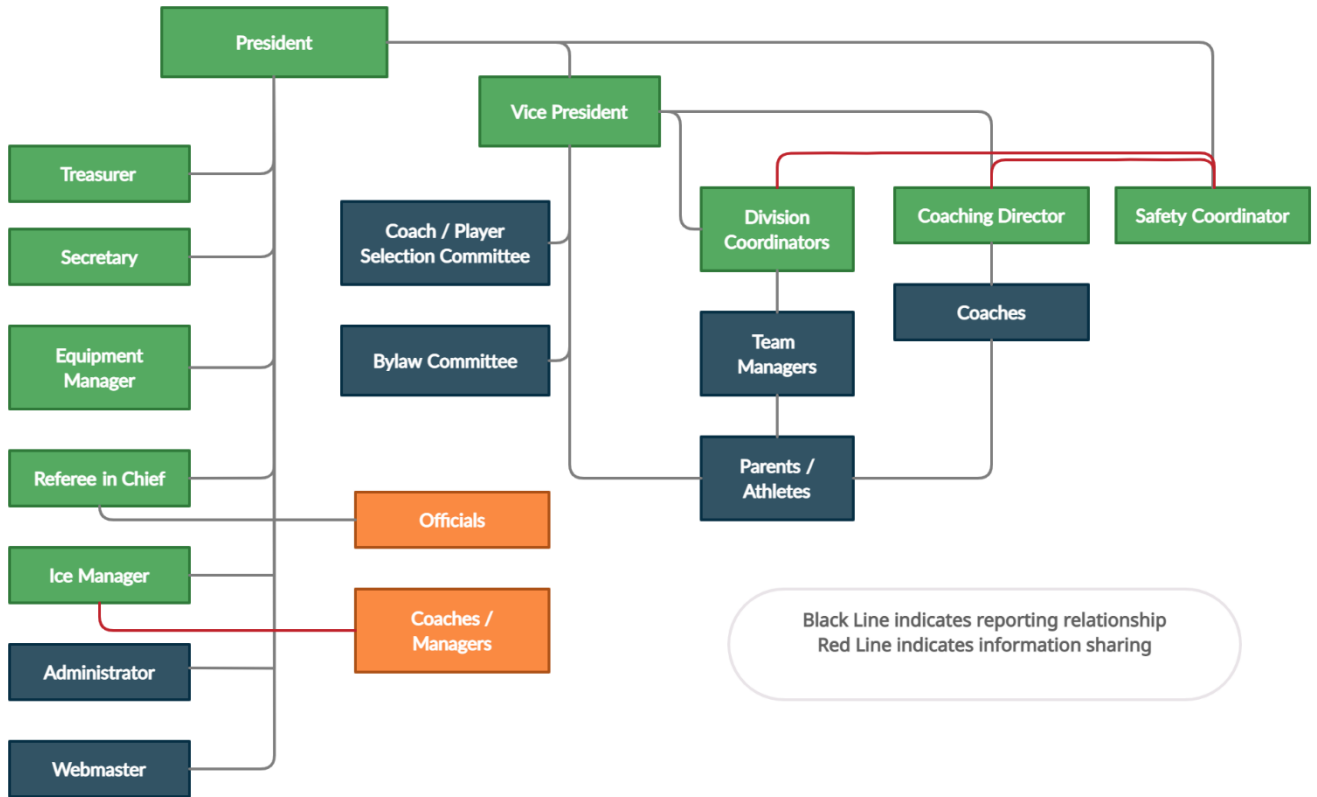 President
Vice President
Treasurer
Secretary
Equipment
Manager
Referee in Chief
Ice Manager
Administrator
Webmaster
Coach / Player
Selection Committee
Bylaw Committee
Officials
Coaches /
Managers
Division
Coordinators
Team
Managers
Parents /
Athletes
Coaching Director
Coaches
Safety Coordinator
Black Line indicates reporting relationship
Red Line indicates information sharing